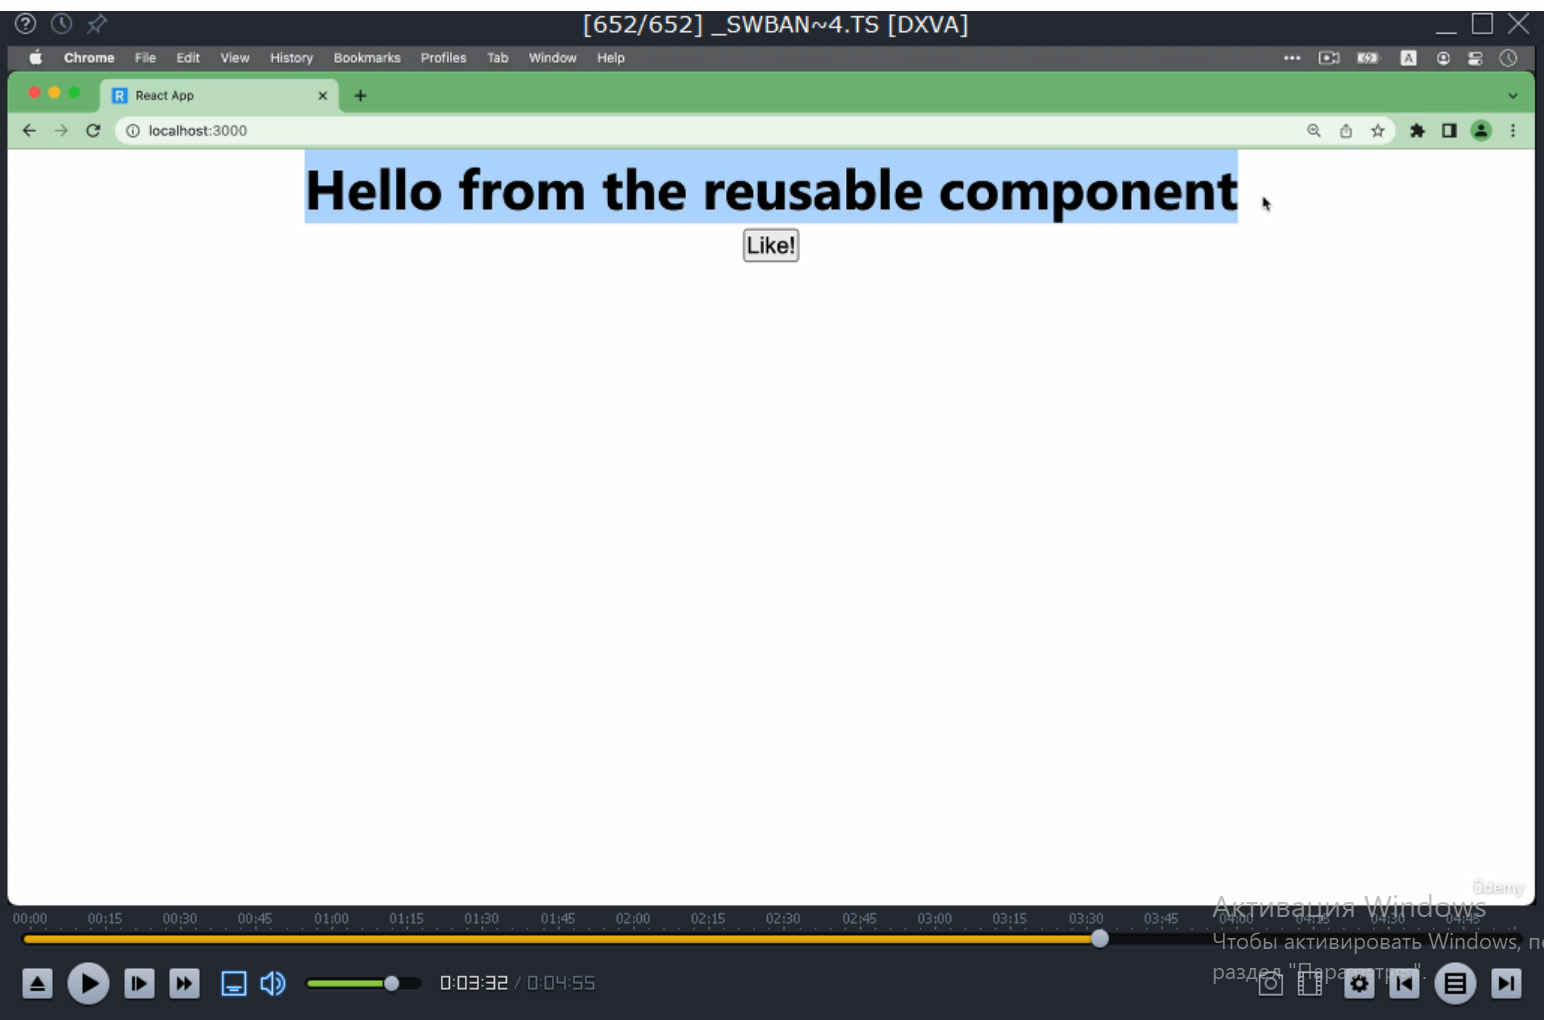 [652/652] _SWBAN~4.TS [DXVA]
Chrome File Edit View History Bookmarks Profiles Tab Window Help
A
R React App
localhost:3000
Hello from the reusable component
Like!
ûdemy
00:00 00:15 00:30 00:45 01:00 01:15 01:30 01:45 02:00 02:15 02:30 02:45 03:00 03:15 03:30 03:45 04:00 04:15 04:30 04:45
Активация Windows
Чтобы активировать Windows, п
раздел "Параметры".
0:03:32 / 0:04:55